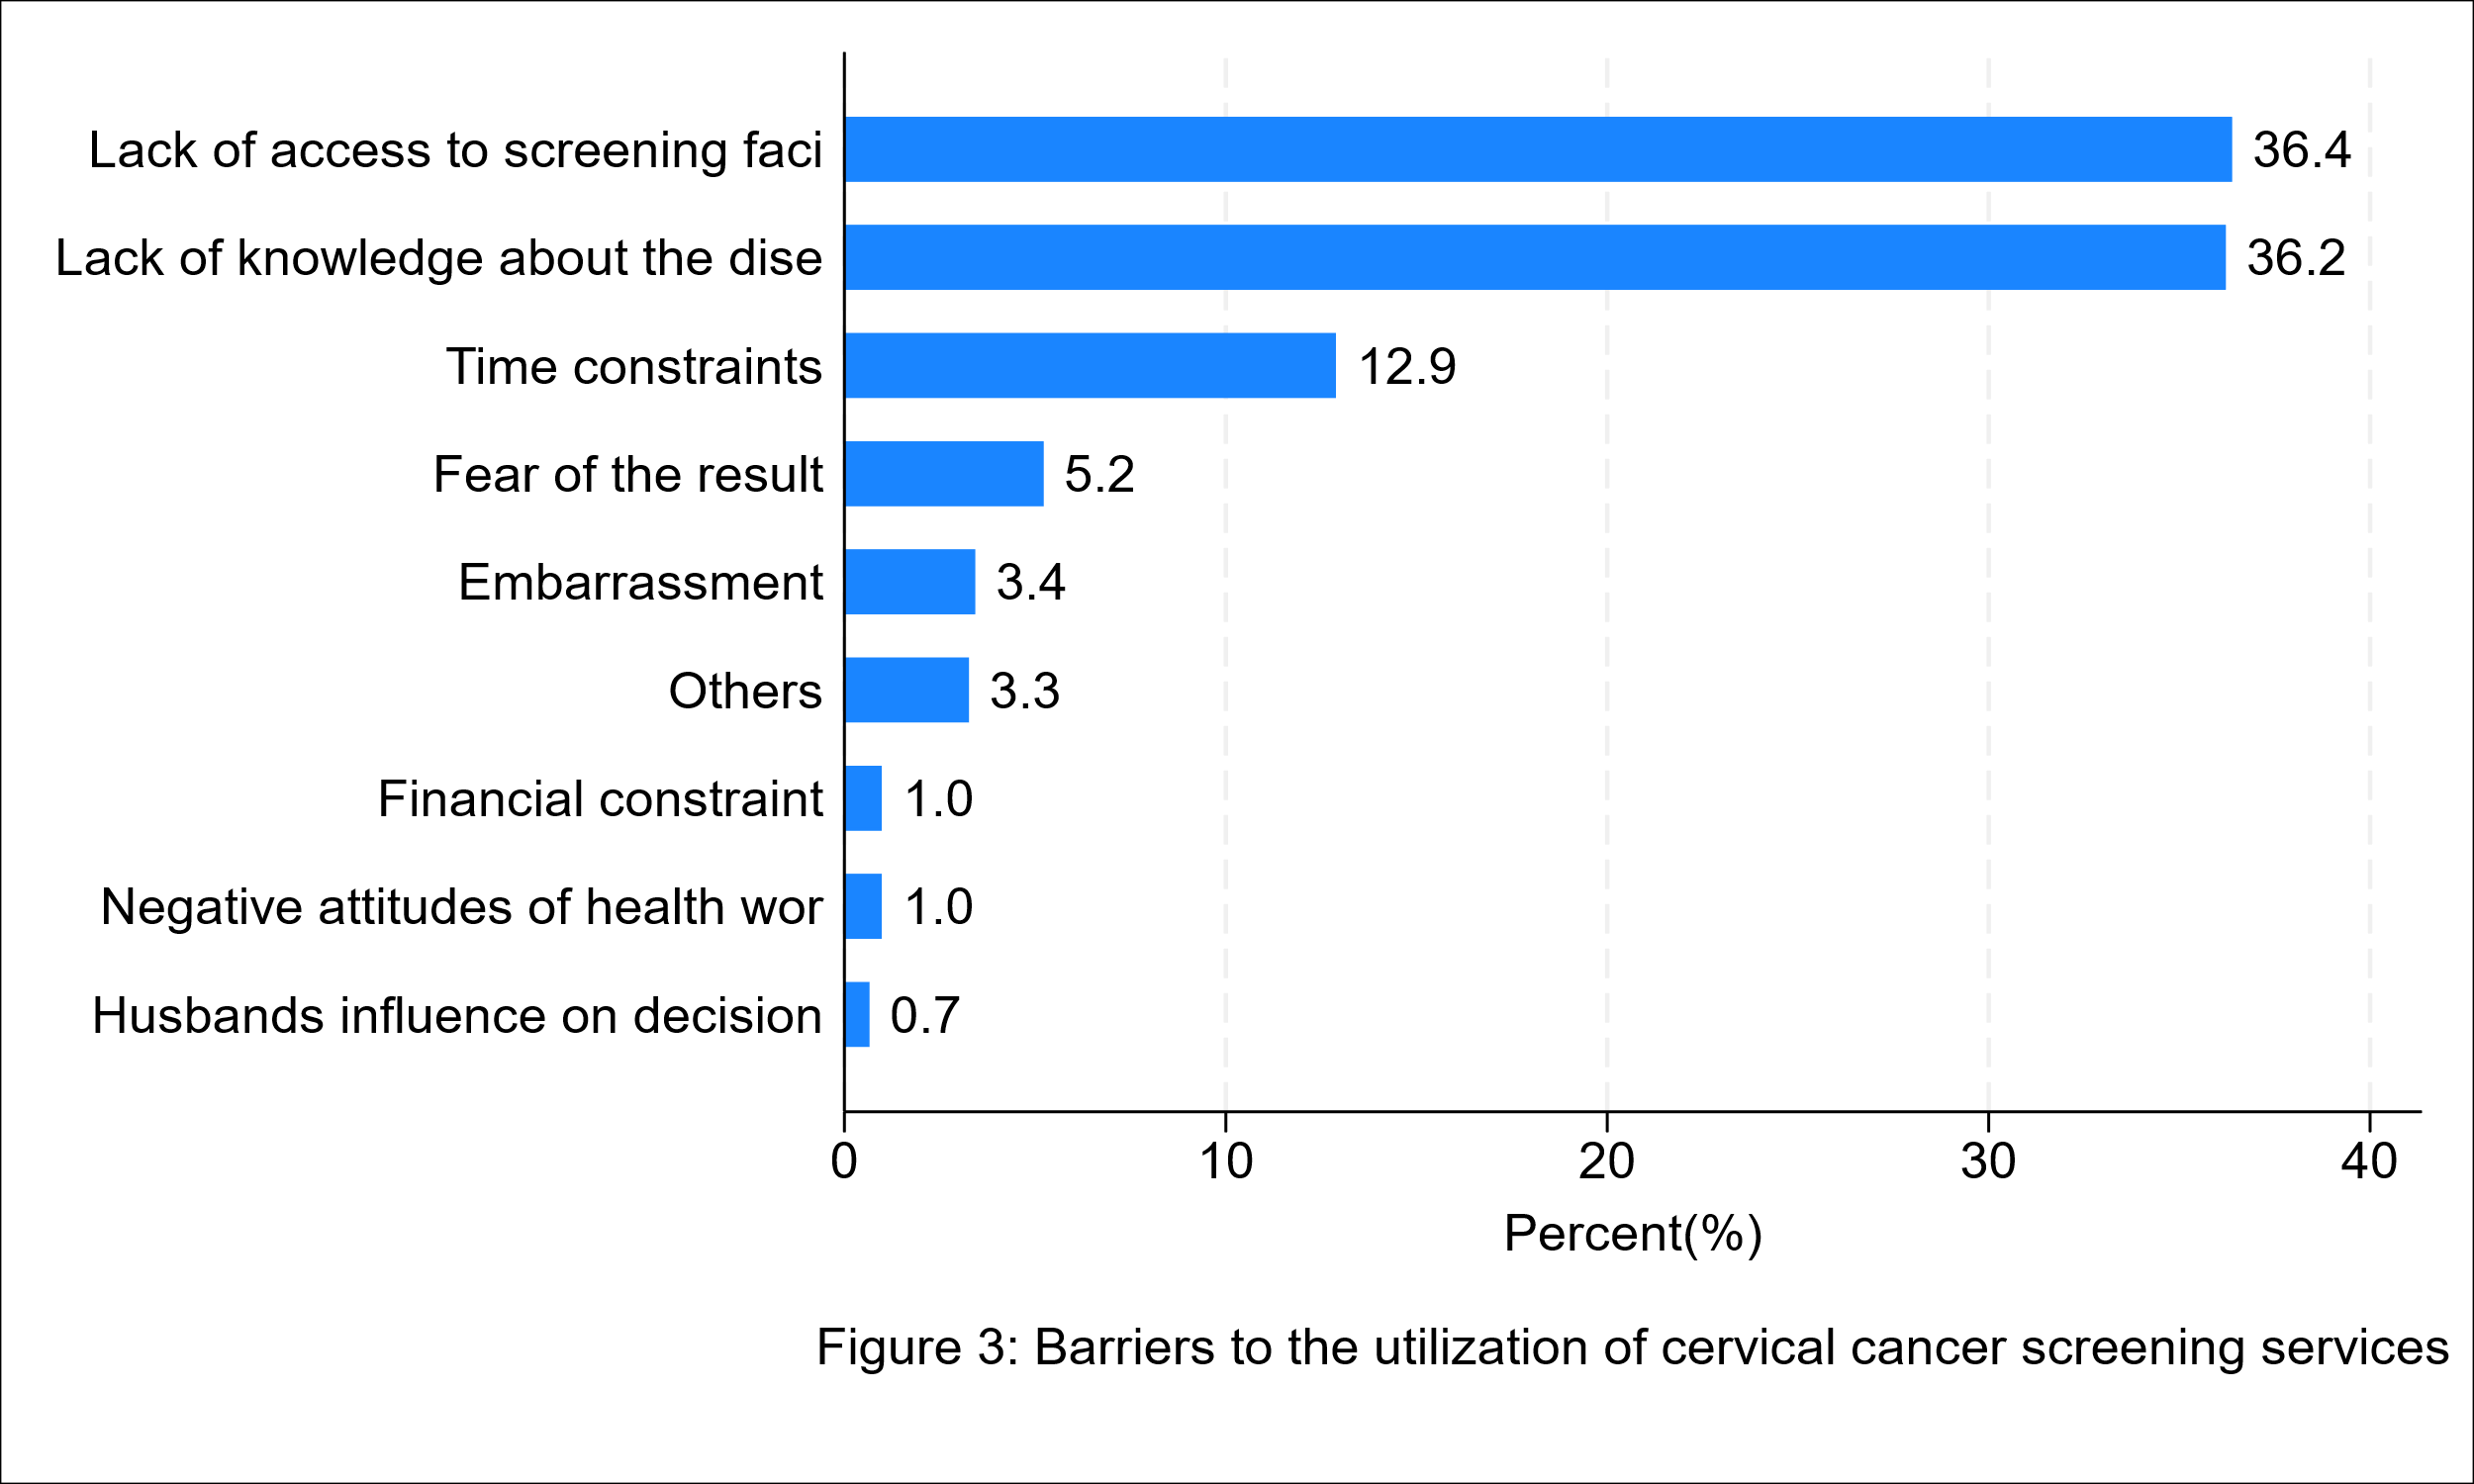 Lack of access to screening faci 36.4
Lack of knowledge about the dise 36.2
Time constraints 12.9
Fear of the result 5.2
Embarrassment 3.4
Others 3.3
Financial constraint 1.0
Negative attitudes of health wor 1.0
Husbands influence on decision 0.7
0 10 20 30 40
Percent(%)
Figure 3: Barriers to the utilization of cervical cancer screening services